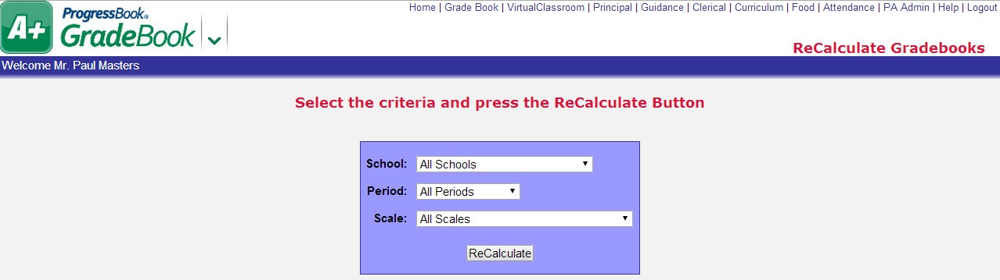 A+
ProgressBook®
GradeBook
Home | Grade Book | VirtualClassroom | Principal | Guidance | Clerical | Curriculum | Food | Attendance | PA Admin | Help | Logout
ReCalculate Gradebooks
Welcome Mr. Paul Masters
Select the criteria and press the ReCalculate Button
School: All Schools
Period: All Periods
Scale: All Scales
ReCalculate